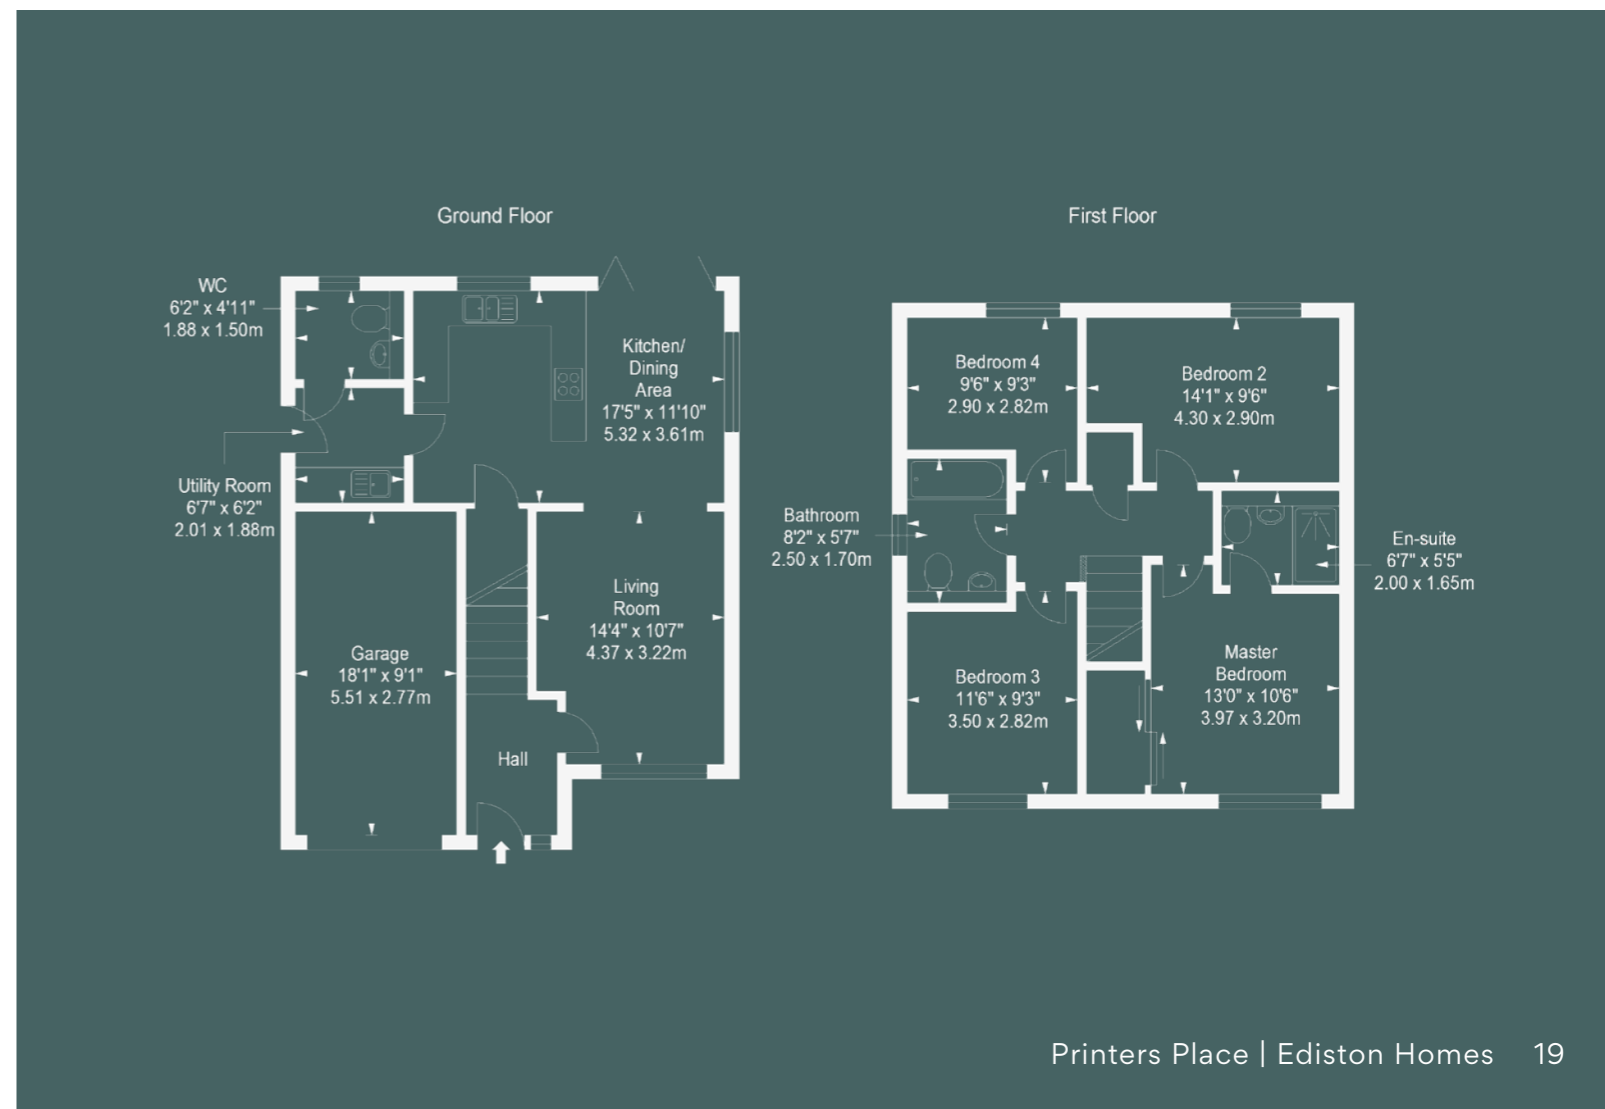 Ground Floor
WC
6'2" x 4'11"
1.88 x 1.50m
Kitchen/
Dining
Area
17'5" x 11'10"
5.32 x 3.61m
Utility Room
6'7" x 6'2"
2.01 x 1.88m
Living
Room
14'4" x 10'7"
4.37 x 3.22m
Garage
18'1" x 9'1"
5.51 x 2.77m
Hall
First Floor
Bedroom 4
9'6" x 9'3"
2.90 x 2.82m
Bedroom 2
14'1" x 9'6"
4.30 x 2.90m
Bathroom
8'2" x 5'7"
2.50 x 1.70m
En-suite
6'7" x 5'5"
2.00 x 1.65m
Bedroom 3
11'6" x 9'3"
3.50 x 2.82m
Master
Bedroom
13'0" x 10'6"
3.97 x 3.20m
Printers Place | Ediston Homes 19